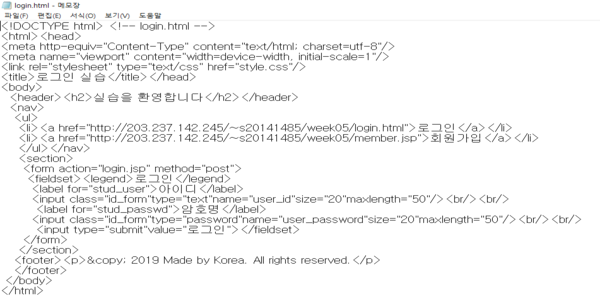 login.html - 메모장
파일(F) 편집(E) 서식(O) 보기(V) 도움말
<!DOCTYPE html> <!-- login.html -->
<html><head>
<meta http-equiv="Content-Type" content="text/html; charset=utf-8"/>
<meta name="viewport" content="width=device-width, initial-scale=1"/>
<link rel="stylesheet" type="text/css" href="style.css"/>
<title>로그인 실습</title></head>
<body>
<header><h2>실습을 환영합니다</h2></header>
<nav>
<ul>
<li><a href="http://203.237.142.245/~s20141485/week05/login.html">로그인</a></li>
<li><a href="http://203.237.142.245/~s20141485/week05/member.jsp">회원가입</a></li>
</ul></nav>
<section>
<form action="login.jsp" method="post">
<fieldset><legend>로그인</legend>
<label for="stud_user">아이디</label>
<input class="id_form"type="text"name="user_id"size="20"maxlength="50"/><br/><br/>
<label for="stud_passwd">암호명</label>
<input class="id_form"type="password"name="user_password"size="20"maxlength="50"/><br/><br/>
<input type="submit"value="로그인"></fieldset>
</form>
</section>
<footer><p>&copy; 2019 Made by Korea. All rights reserved.</p>
</footer>
</body>
</html>